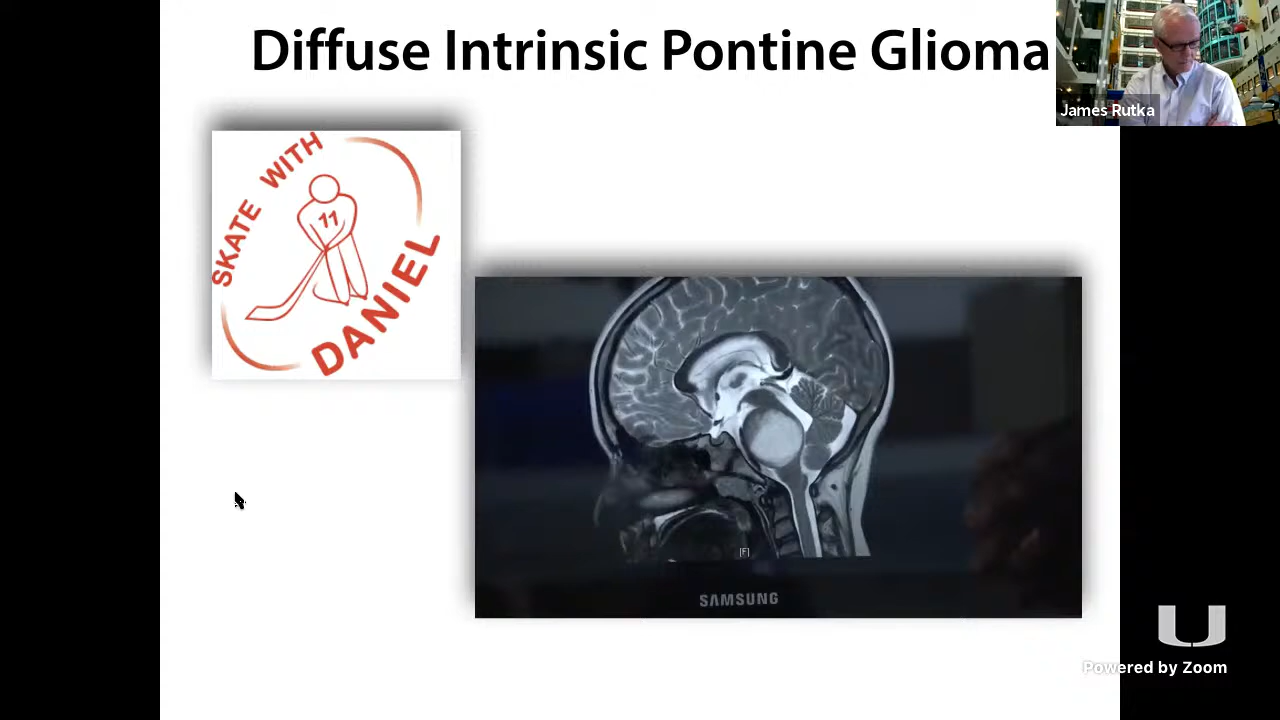 Diffuse Intrinsic Pontine Glioma
James Rutka
SKATE WITH
11
DANIEL
[F]
SAMSUNG
Powered by Zoom